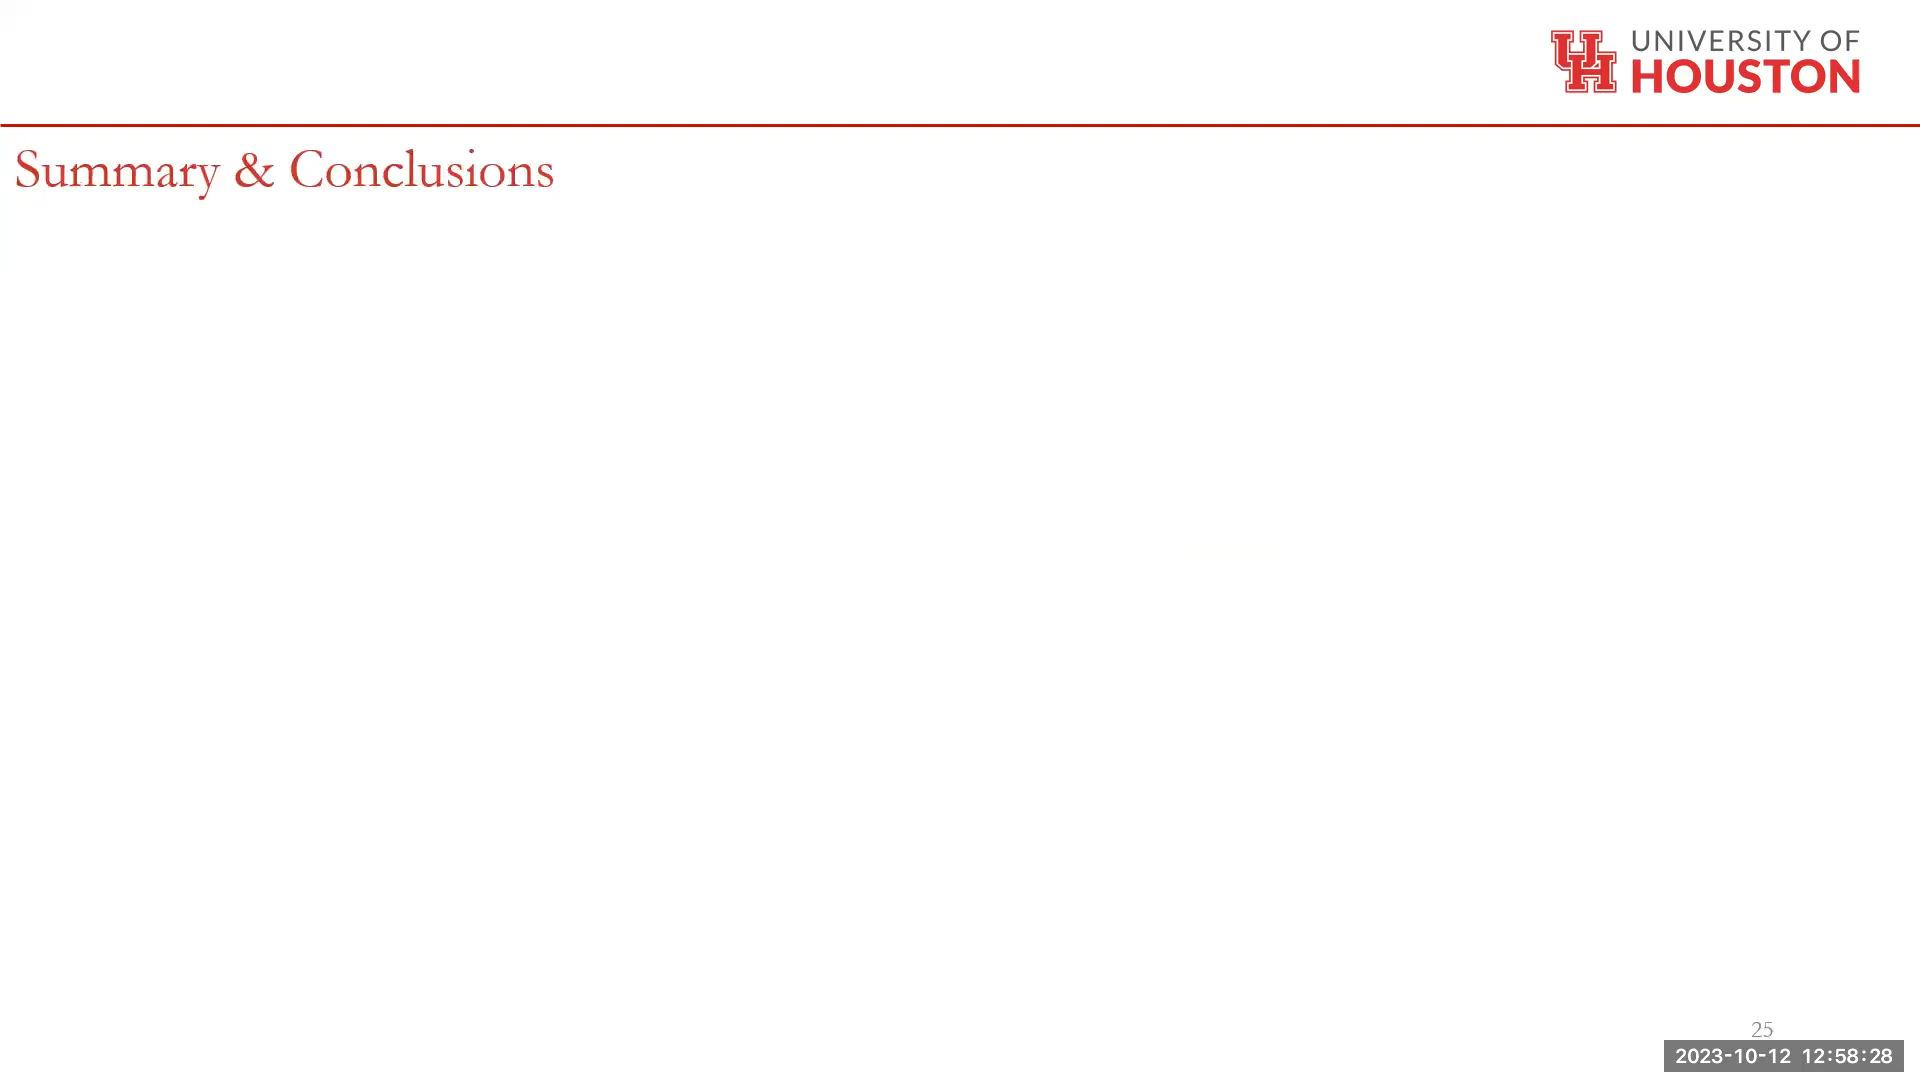 UNIVERSITY OF
HOUSTON
Summary & Conclusions
25
2023-10-12 12:58:28